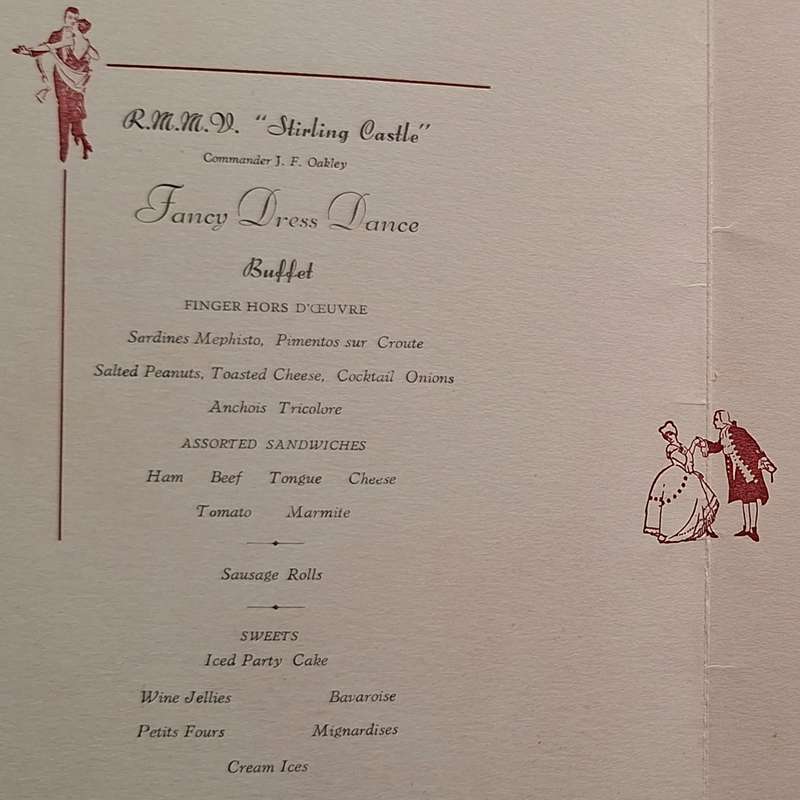 R.M.M.V. "Stirling Castle"
Commander J. F. Oakley
Fancy Dress Dance
Buffet
FINGER HORS D'ŒUVRE
Sardines Mephisto, Pimentos sur Croute
Salted Peanuts, Toasted Cheese, Cocktail Onions
Anchois Tricolore
ASSORTED SANDWICHES
Ham Beef Tongue Cheese
Tomato Marmite
Sausage Rolls
SWEETS
Iced Party Cake
Wine Jellies Bavaroise
Petits Fours Mignardises
Cream Ices